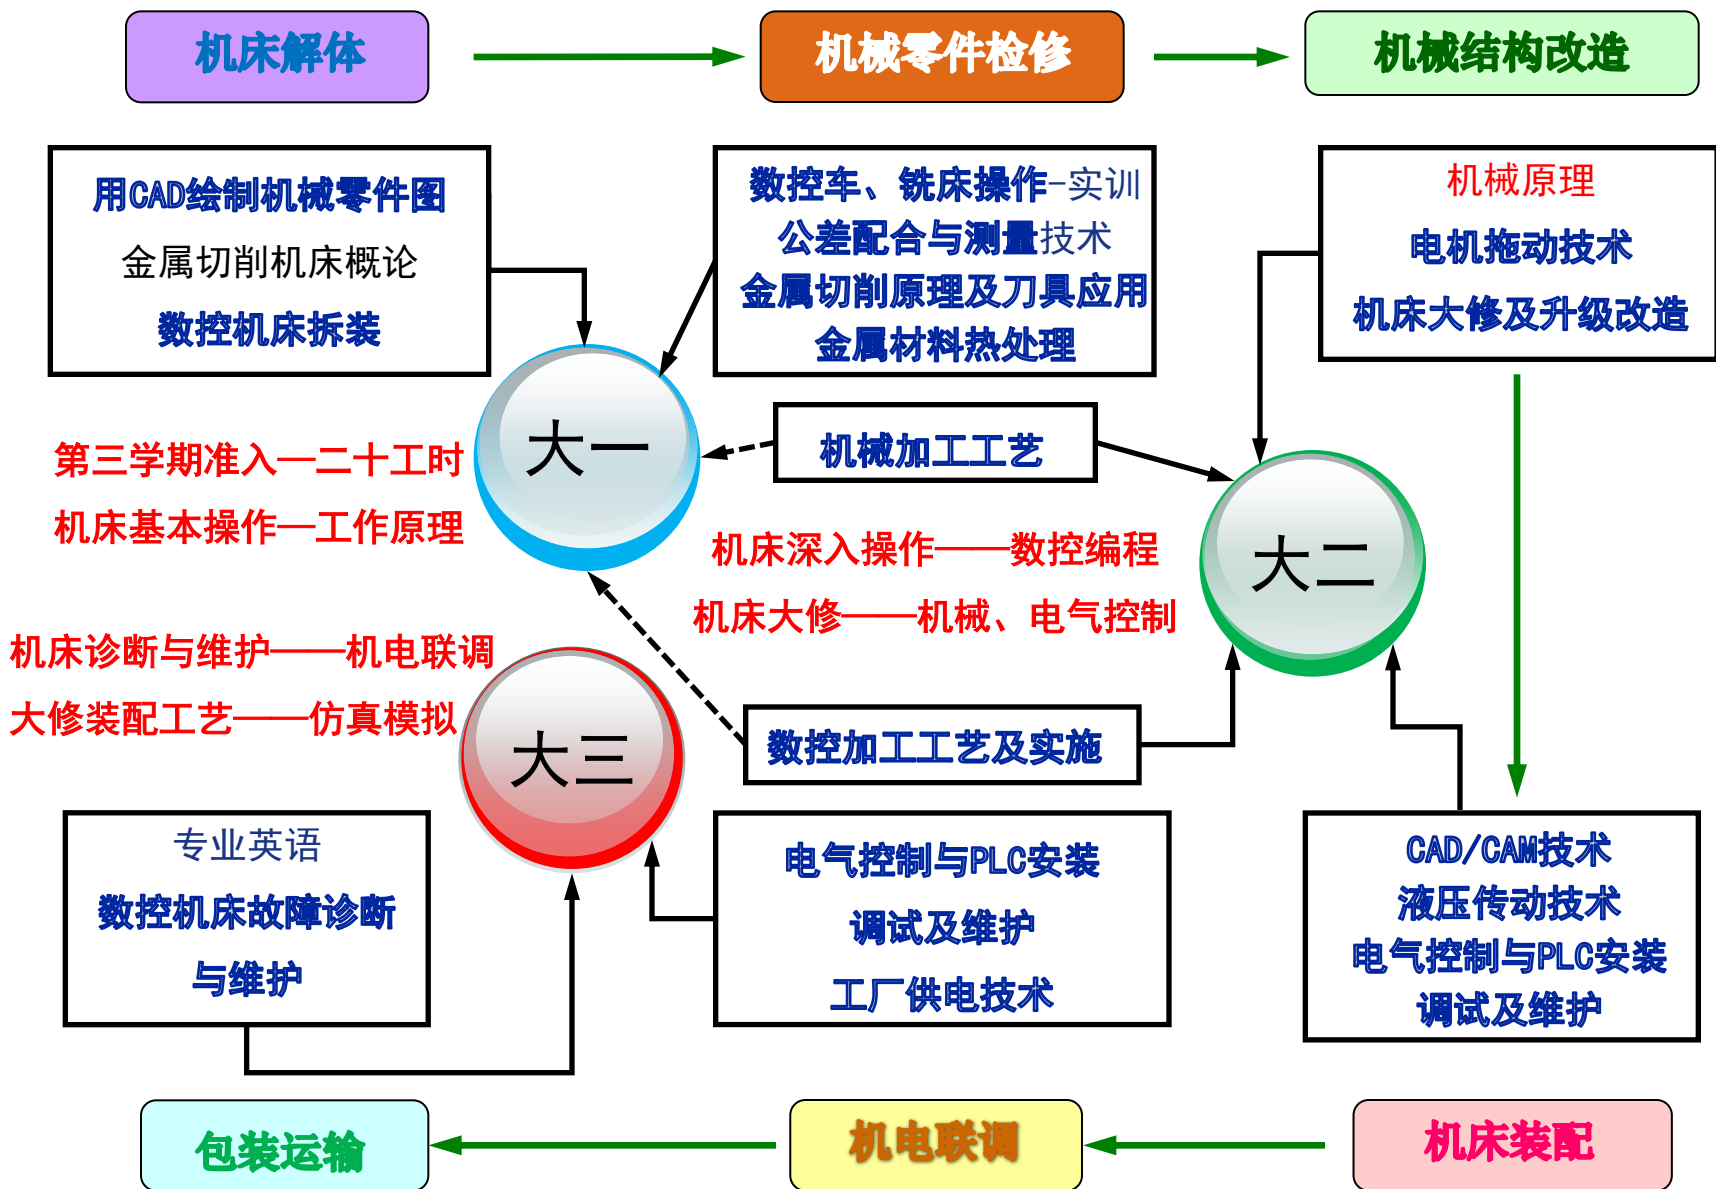 机床解体
机械零件检修
机械结构改造
用CAD绘制机械零件图
金属切削机床概论
数控机床拆装
数控车、铣床操作-实训
公差配合与测量技术
金属切削原理及刀具应用
金属材料热处理
机械原理
电机拖动技术
机床大修及升级改造
大一
机械加工工艺
第三学期准入—二十工时
机床基本操作—工作原理
机床深入操作——数控编程
机床大修——机械、电气控制
大二
机床诊断与维护——机电联调
大修装配工艺——仿真模拟
大三
数控加工工艺及实施
专业英语
数控机床故障诊断
与维护
电气控制与PLC安装
调试及维护
工厂供电技术
CAD/CAM技术
液压传动技术
电气控制与PLC安装
调试及维护
包装运输
机电联调
机床装配